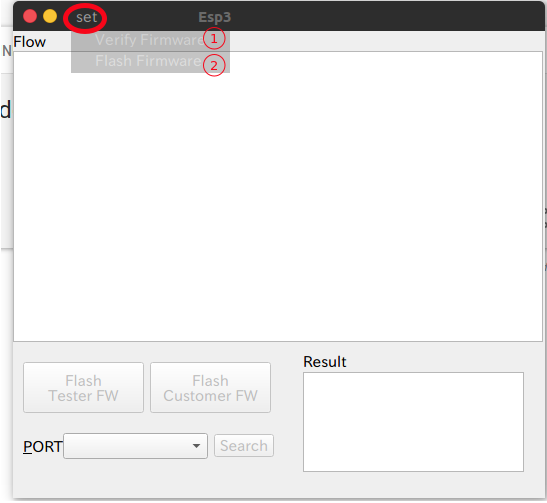 set
Esp3
Verify Firmware 1
Flash Firmware 2
Flow
N
d
Flash
Tester FW
Flash
Customer FW
Result
PORT
Search